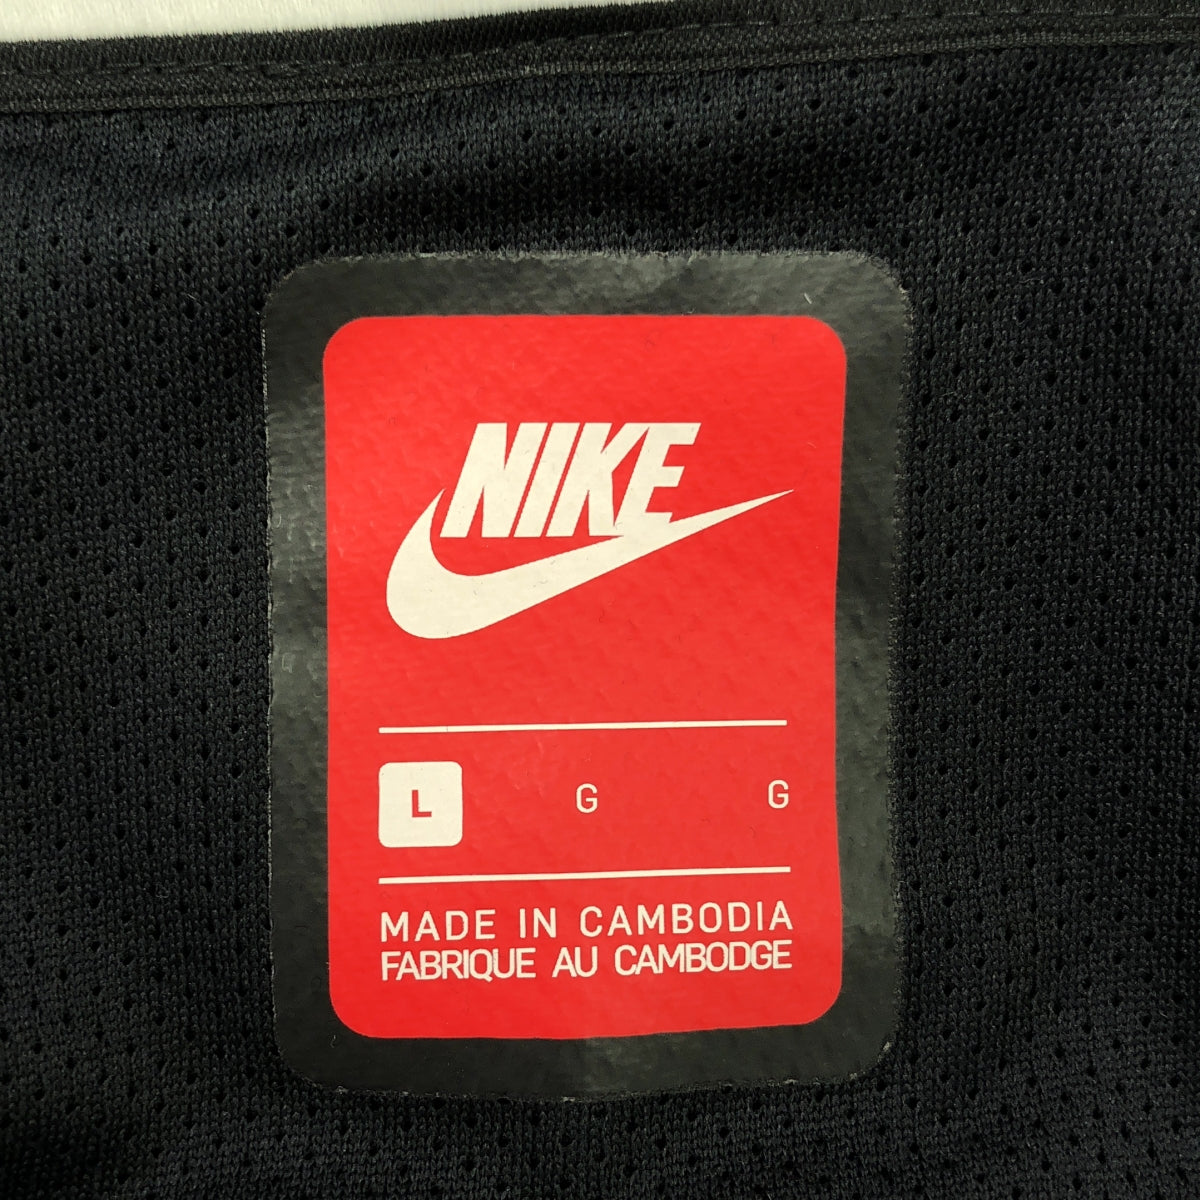 NIKE
L G G
MADE IN CAMBODIA
FABRIQUE AU CAMBODGE